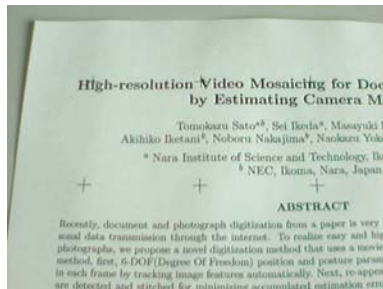 High-resolution Video Mosaicing for Doc
by Estimating Camera M
Tomokazu Sato^ab, Sei Ikeda^a, Masayuki
Akihiko Iketani^b, Noboru Nakajima^b, Naokazu Yok
^a Nara Institute of Science and Technology, Ik
^b NEC, Ikoma, Nara, Japan
ABSTRACT
Recently, document and photograph digitization from a paper is very
sonal data transmission through the internet. To realize easy and hig
photographs, we propose a novel digitization method that uses a movie
method, first, 6-DOF(Degree Of Freedom) position and posture param
in each frame by tracking image features automatically. Next, re-appe
are detected and stitched for minimizing accumulated estimation erro